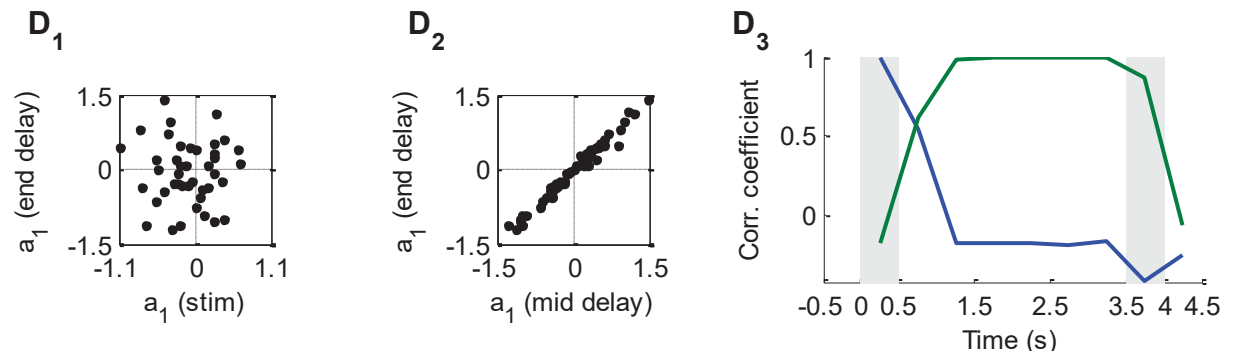 D1
1.5
0
-1.5
-1.1 0 1.1
a1 (end delay)
a1 (stim)
D2
1.5
0
-1.5
-1.5 0 1.5
a1 (end delay)
a1 (mid delay)
D3
1
0.5
0
-0.5 0 0.5 1.5 2.5 3.5 4 4.5
Corr. coefficient
Time (s)